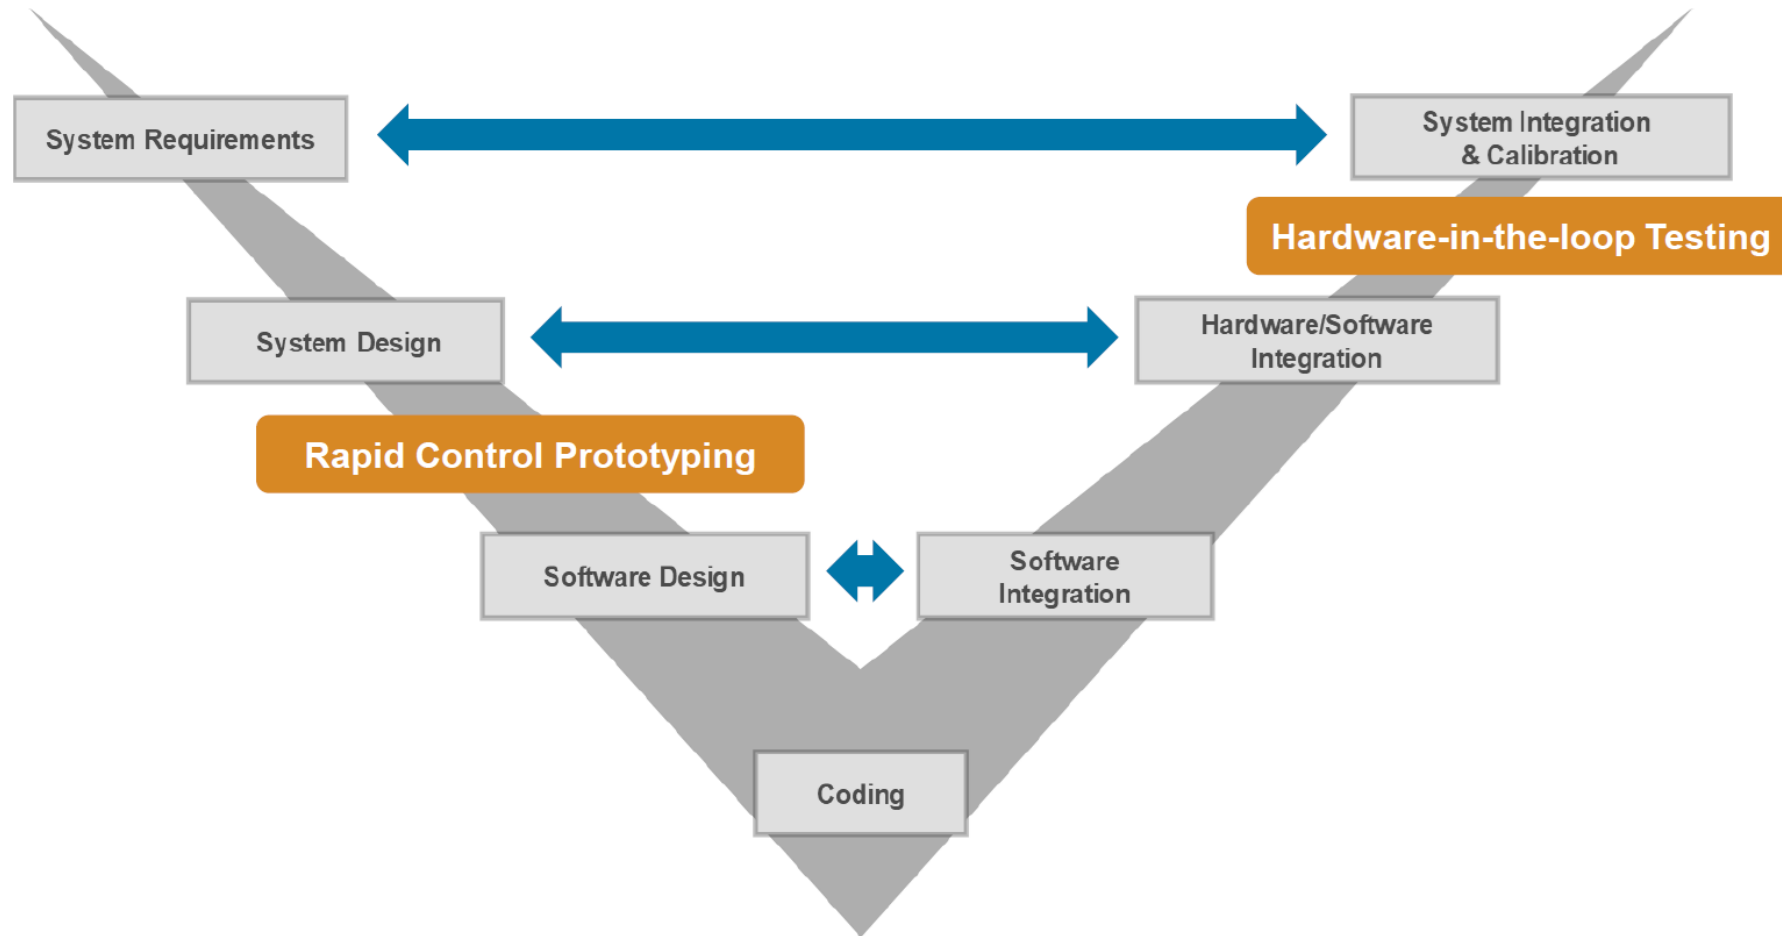 System Requirements
System Integration
& Calibration
Hardware-in-the-loop Testing
System Design
Hardware/Software
Integration
Rapid Control Prototyping
Software Design
Software
Integration
Coding